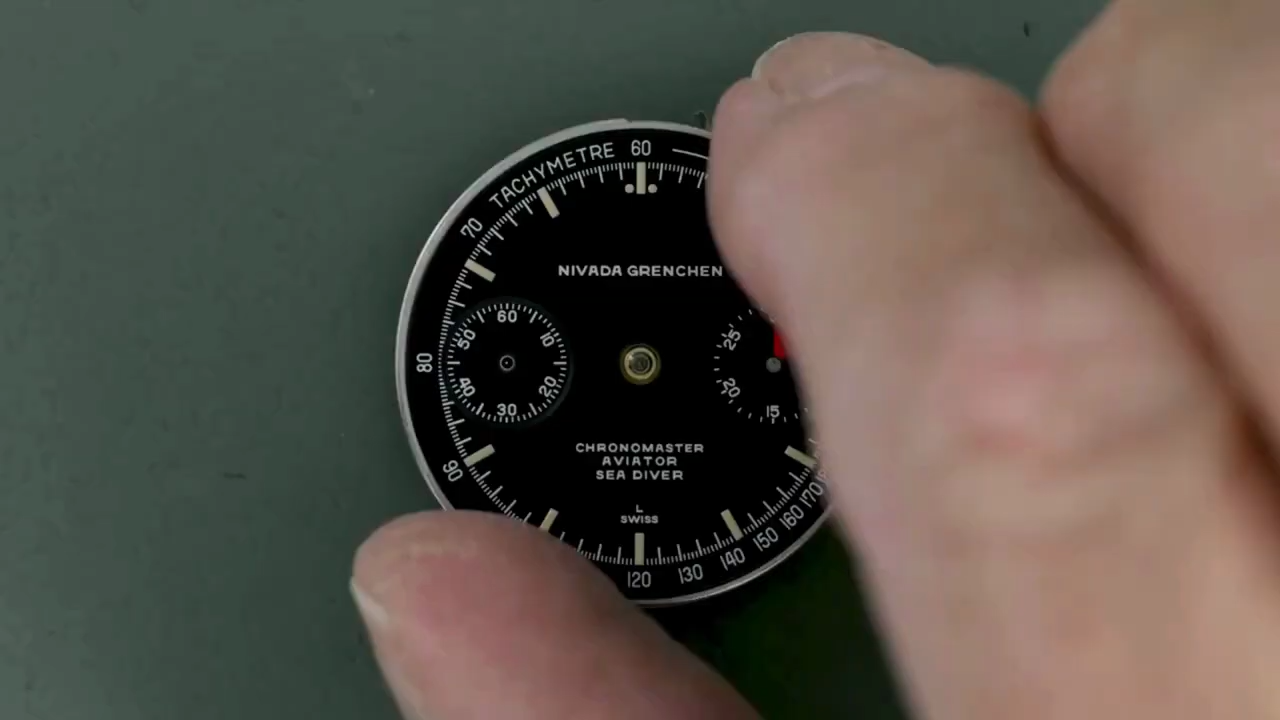 TACHYMETRE 60
70
80
90
120
130
140
150
160
170
NIVADA GRENCHEN
60
10
20
30
40
50
25
20
15
CHRONOMASTER
AVIATOR
SEA DIVER
L
SWISS